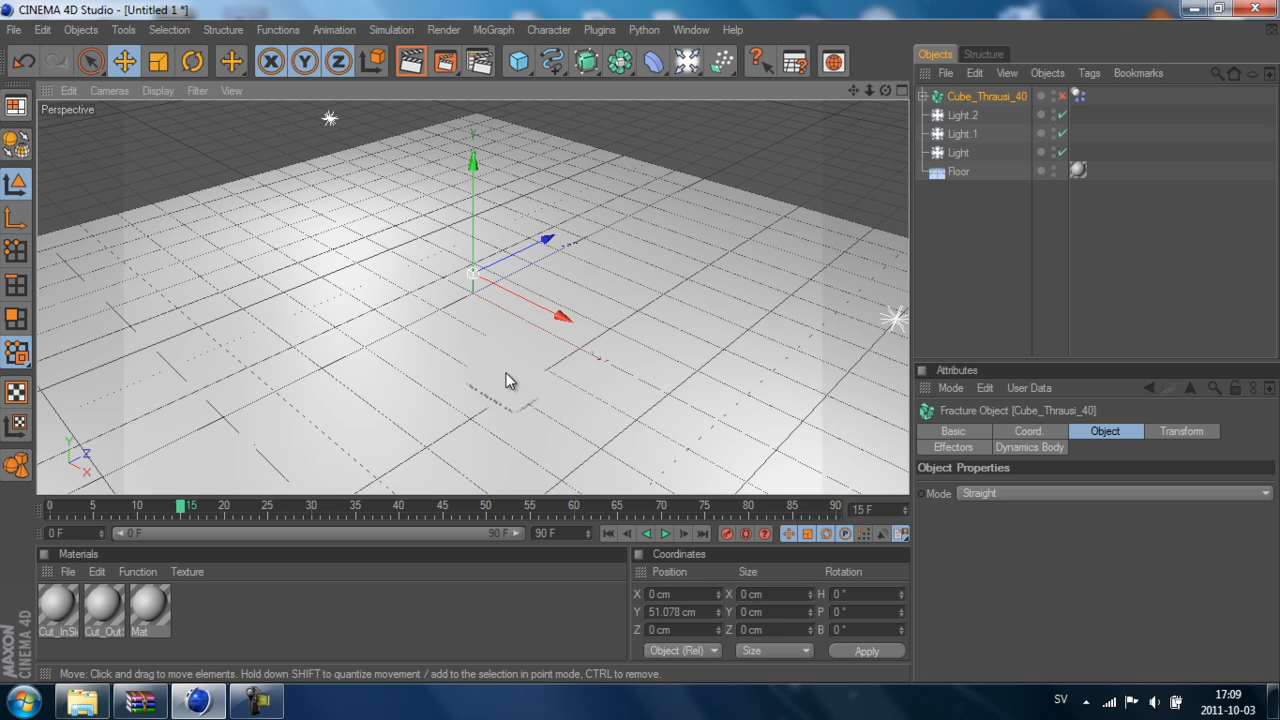 CINEMA 4D Studio - [Untitled 1 *]
File Edit Objects Tools Selection Structure Functions Animation Simulation Render MoGraph Character Plugins Python Window Help
X Y Z
Edit Cameras Display Filter View
Perspective
Y
Y Z X
Objects Structure
File Edit View Objects Tags Bookmarks
Cube_Thrausi_40
Light.2
Light.1
Light
Floor
Attributes
Mode Edit User Data
Fracture Object [Cube_Thrausi_40]
Basic Coord. Object Transform
Effectors Dynamics Body
Object Properties
Mode Straight
0 5 10 15 20 25 30 35 40 45 50 55 60 65 70 75 80 85 90 15 F
0 F 0 F 90 F 90 F
Materials
File Edit Function Texture
Cut_InSi Cut_Out Mat
Coordinates
Position Size Rotation
X 0 cm X 0 cm H 0 °
Y 51.078 cm Y 0 cm P 0 °
Z 0 cm Z 0 cm B 0 °
Object (Rel) Size Apply
MAXON CINEMA 4D
Move: Click and drag to move elements. Hold down SHIFT to quantize movement / add to the selection in point mode, CTRL to remove.
SV
17:09
2011-10-03